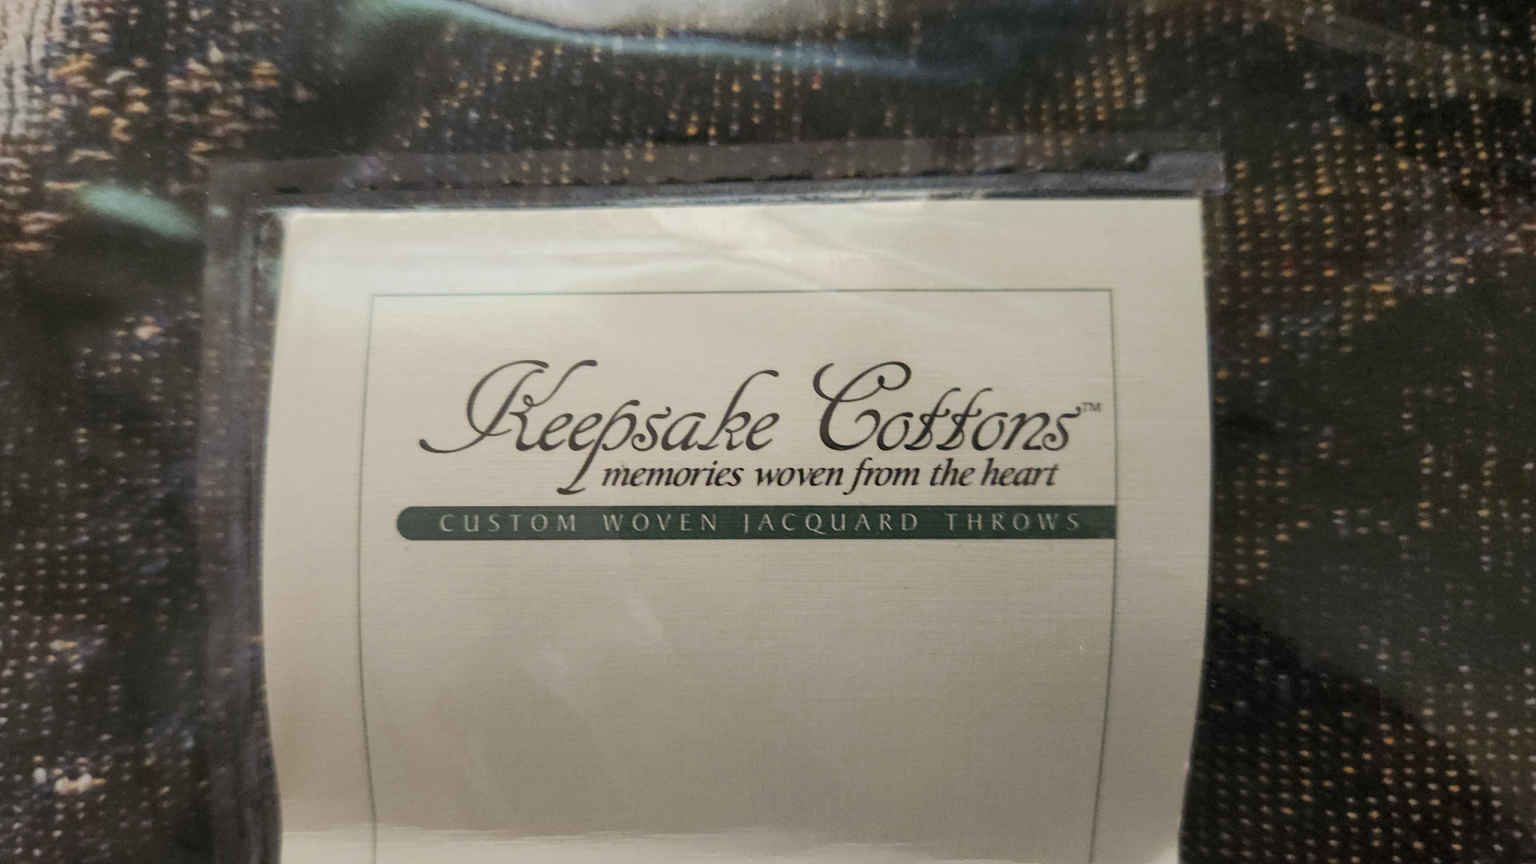 Keepsake Cottons™
memories woven from the heart
CUSTOM WOVEN JACQUARD THROWS